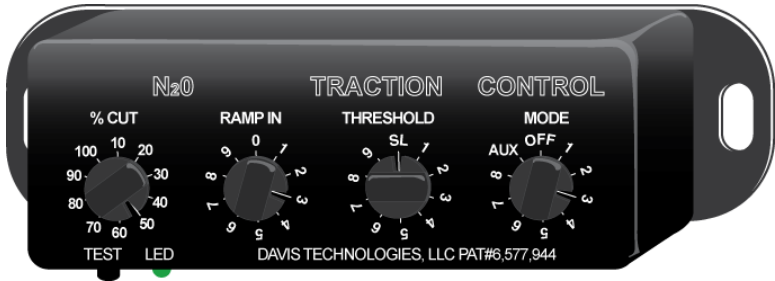 N₂0 TRACTION CONTROL
% CUT RAMP IN THRESHOLD MODE
10 20 30 40 50 60 70 80 90 100
0 1 2 3 4 5 6 7 8 9
SL 1 2 3 4 5 6 7 8 9
OFF 1 2 3 4 5 6 7 8 AUX
TEST LED DAVIS TECHNOLOGIES, LLC PAT#6,577,944